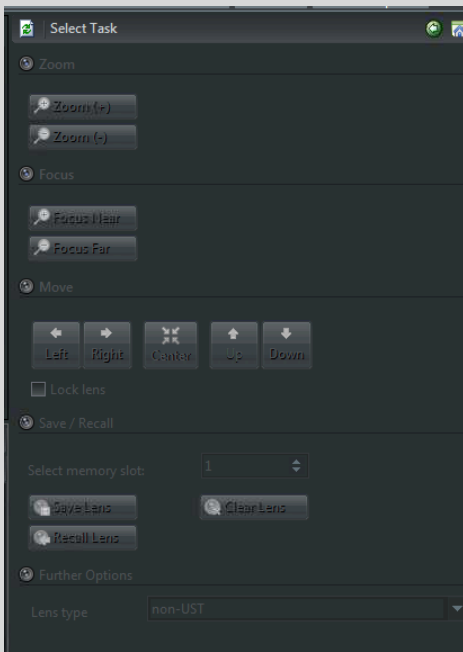 Select Task
Zoom
Zoom (+)
Zoom (-)
Focus
Focus Near
Focus Far
Move
Left Right Center Up Down
Lock lens
Save / Recall
Select memory slot: 1
Save Lens Clear Lens
Recall Lens
Further Options
Lens type non-UST